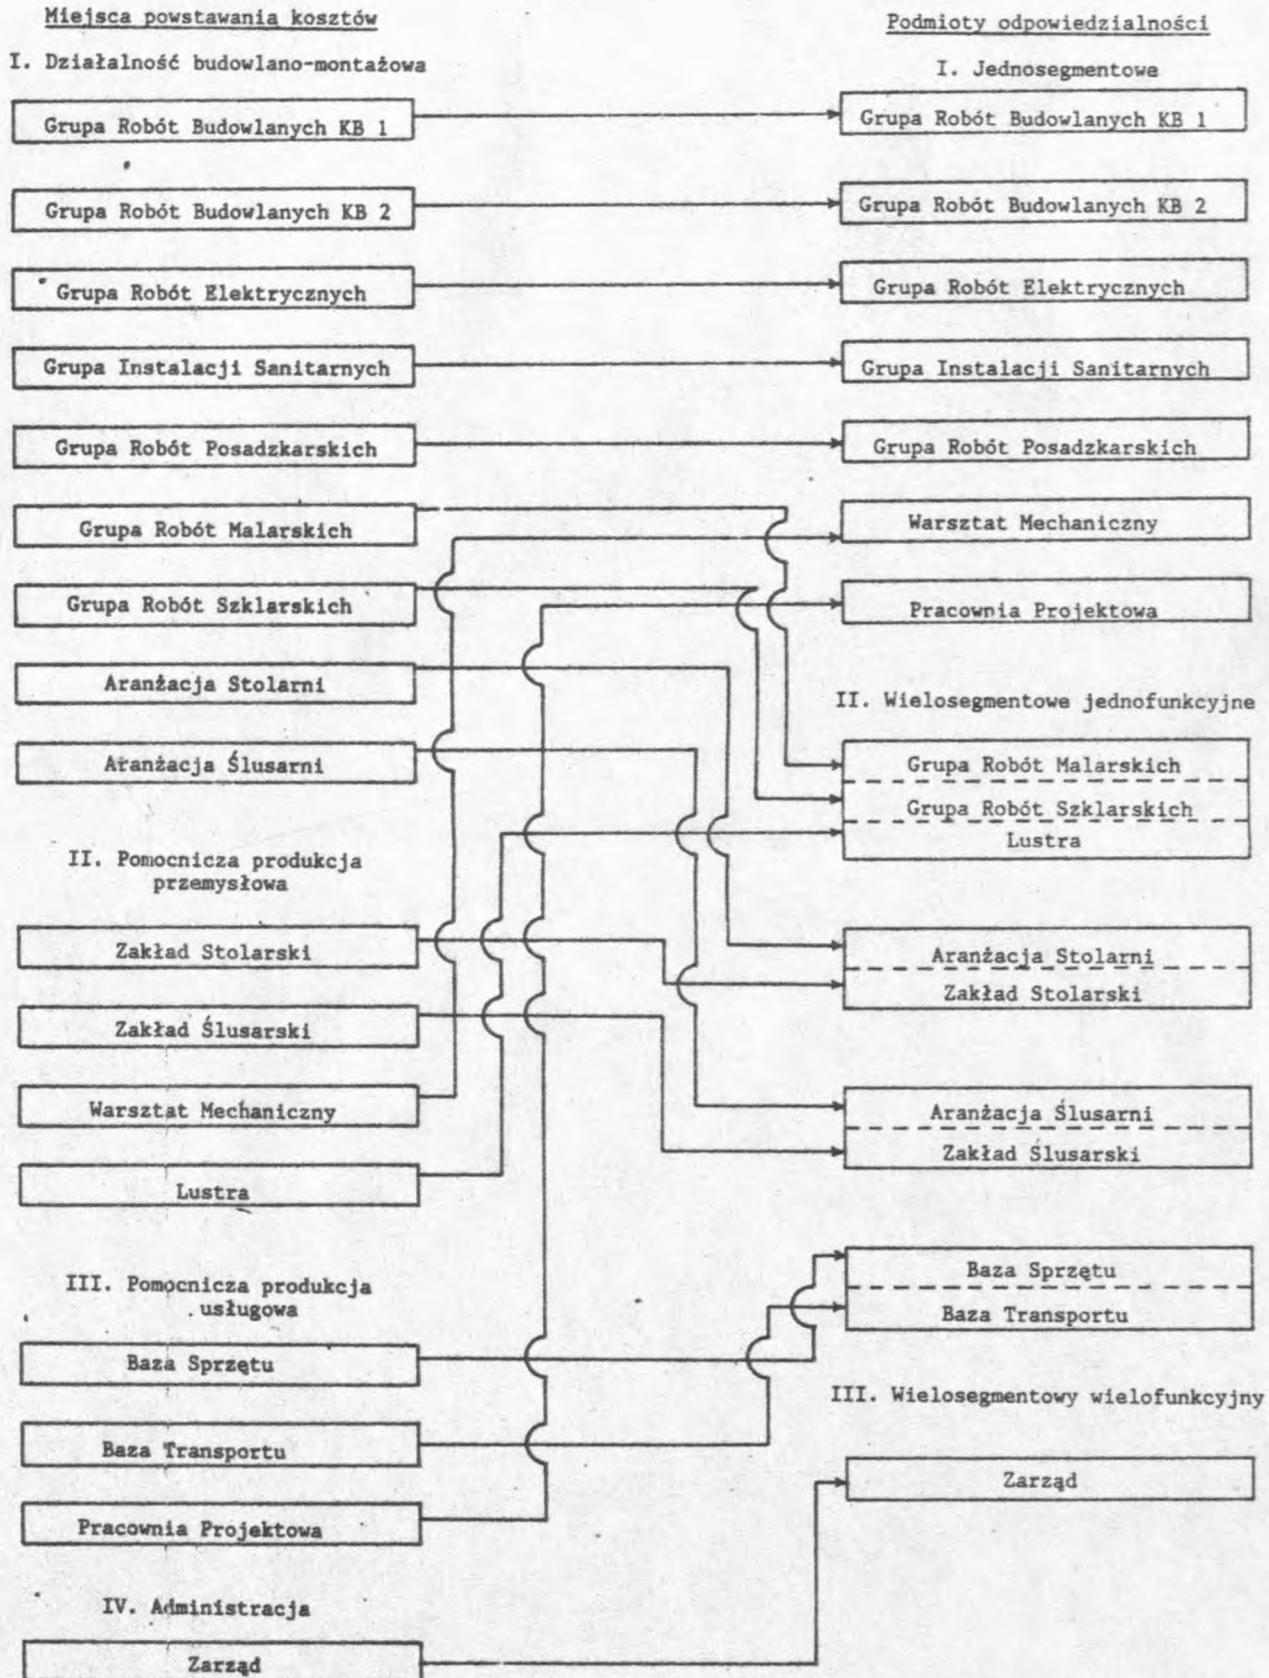 Miejsca powstawania kosztów
I. Działalność budowlano-montażowa
Grupa Robót Budowlanych KB 1
Grupa Robót Budowlanych KB 2
Grupa Robót Elektrycznych
Grupa Instalacji Sanitarnych
Grupa Robót Posadzkarskich
Grupa Robót Malarskich
Grupa Robót Szklarskich
Aranżacja Stolarni
Aranżacja Ślusarni
II. Pomocnicza produkcja
przemysłowa
Zakład Stolarski
Zakład Ślusarski
Warsztat Mechaniczny
Lustra
III. Pomocnicza produkcja
usługowa
Baza Sprzętu
Baza Transportu
Pracownia Projektowa
IV. Administracja
Zarząd
Podmioty odpowiedzialności
I. Jednosegmentowe
Grupa Robót Budowlanych KB 1
Grupa Robót Budowlanych KB 2
Grupa Robót Elektrycznych
Grupa Instalacji Sanitarnych
Grupa Robót Posadzkarskich
Warsztat Mechaniczny
Pracownia Projektowa
II. Wielosegmentowe jednofunkcyjne
Grupa Robót Malarskich
Grupa Robót Szklarskich
Lustra
Aranżacja Stolarni
Zakład Stolarski
Aranżacja Ślusarni
Zakład Ślusarski
Baza Sprzętu
Baza Transportu
III. Wielosegmentowy wielofunkcyjny
Zarząd